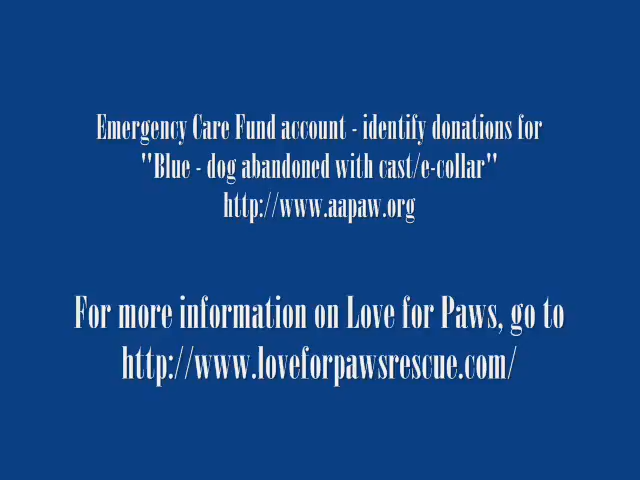 Emergency Care Fund account - identify donations for
"Blue - dog abandoned with cast/e-collar"
http://www.aapaw.org
For more information on Love for Paws, go to
http://www.loveforpawsrescue.com/